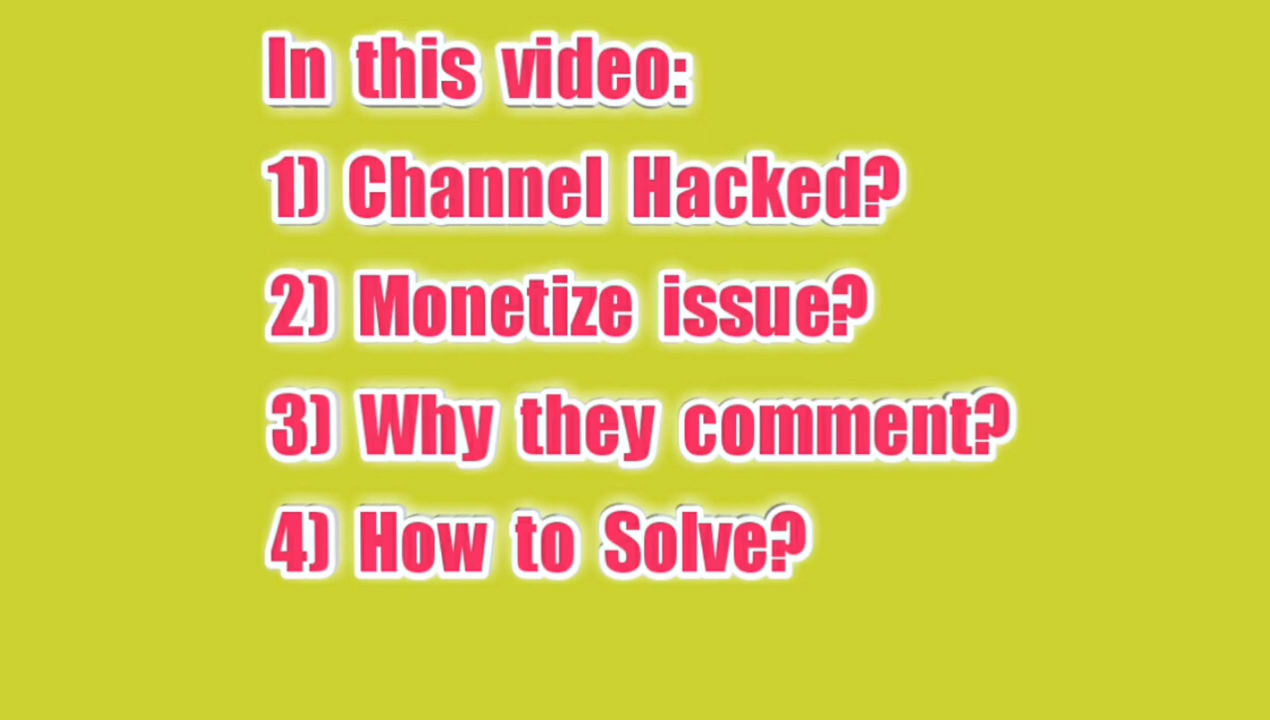 In this video:
1) Channel Hacked?
2) Monetize issue?
3) Why they comment?
4) How to Solve?